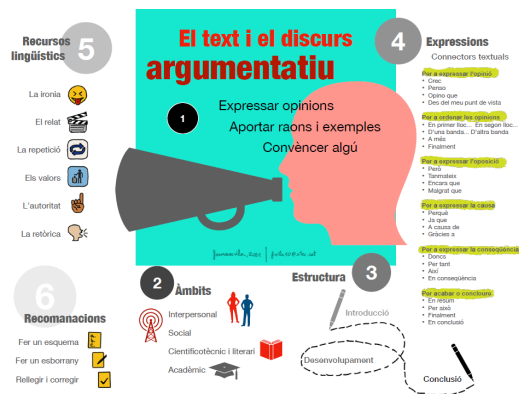 El text i el discurs
argumentatiu
1
Expressar opinions
Aportar raons i exemples
Convèncer algú
2
Àmbits
Interpersonal
Social
Cientificotècnic i literari
Acadèmic
3
Estructura
Introducció
Desenvolupament
Conclusió
4
Expressions
Connectors textuals
Per a expressar l'opinió
• Crec
• Penso
• Opino que
• Des del meu punt de vista
Per a ordenar les opinions
• En primer lloc... En segon lloc...
• D'una banda... D'altra banda
• A més
• Finalment
Per a expressar l'oposició
• Però
• Tanmateix
• Encara que
• Malgrat que
Per a expressar la causa
• Perquè
• Ja que
• A causa de
• Gràcies a
Per a expressar la conseqüència
• Doncs
• Per tant
• Així
• En conseqüència
Per acabar o concloure
• En resum
• Per això
• Finalment
• En conclusió
5
Recursos
lingüístics
La ironia
El relat
La repetició
Els valors
L'autoritat
La retòrica
6
Recomanacions
Fer un esquema
Fer un esborrany
Rellegir i corregir